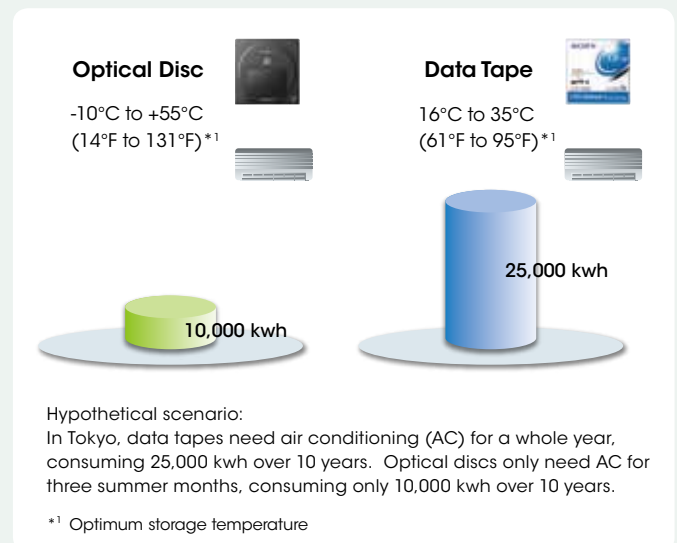 Optical Disc
-10°C to +55°C
(14°F to 131°F)*1
Data Tape
SONY
16°C to 35°C
(61°F to 95°F)*1
25,000 kwh
10,000 kwh
Hypothetical scenario:
In Tokyo, data tapes need air conditioning (AC) for a whole year,
consuming 25,000 kwh over 10 years. Optical discs only need AC for
three summer months, consuming only 10,000 kwh over 10 years.
*1 Optimum storage temperature